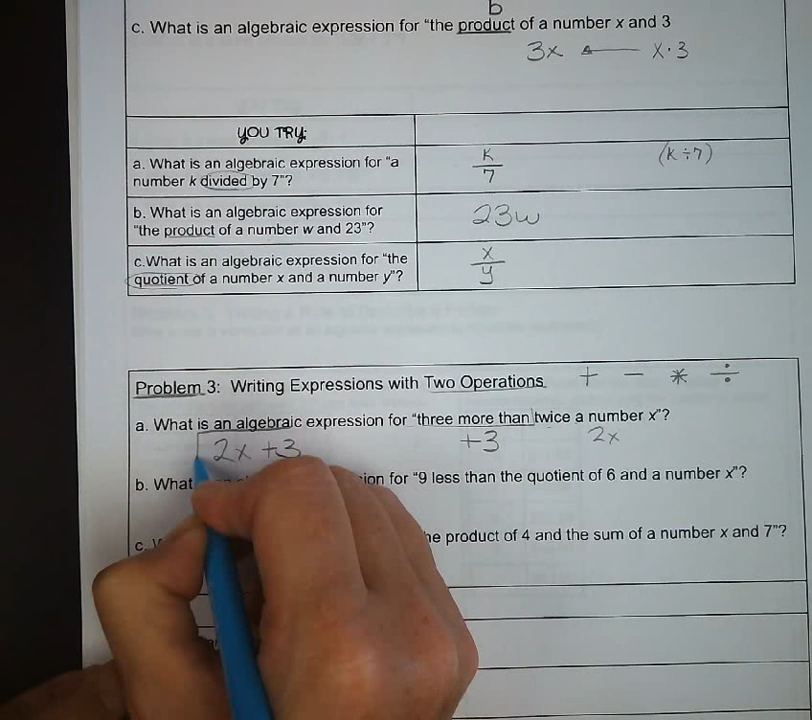 b
c. What is an algebraic expression for "the product of a number x and 3
3x x · 3
YOU TRY:
a. What is an algebraic expression for "a
number k divided by 7"?
K
7
(k ÷ 7)
b. What is an algebraic expression for
"the product of a number w and 23"?
23w
c.What is an algebraic expression for "the
quotient of a number x and a number y"?
x
y
Problem 3: Writing Expressions with Two Operations + − * ÷
a. What is an algebraic expression for "three more than twice a number x"?
2x +3 +3 2x
b. What for "9 less than the quotient of 6 and a number x"?
c. product of 4 and the sum of a number x and 7"?